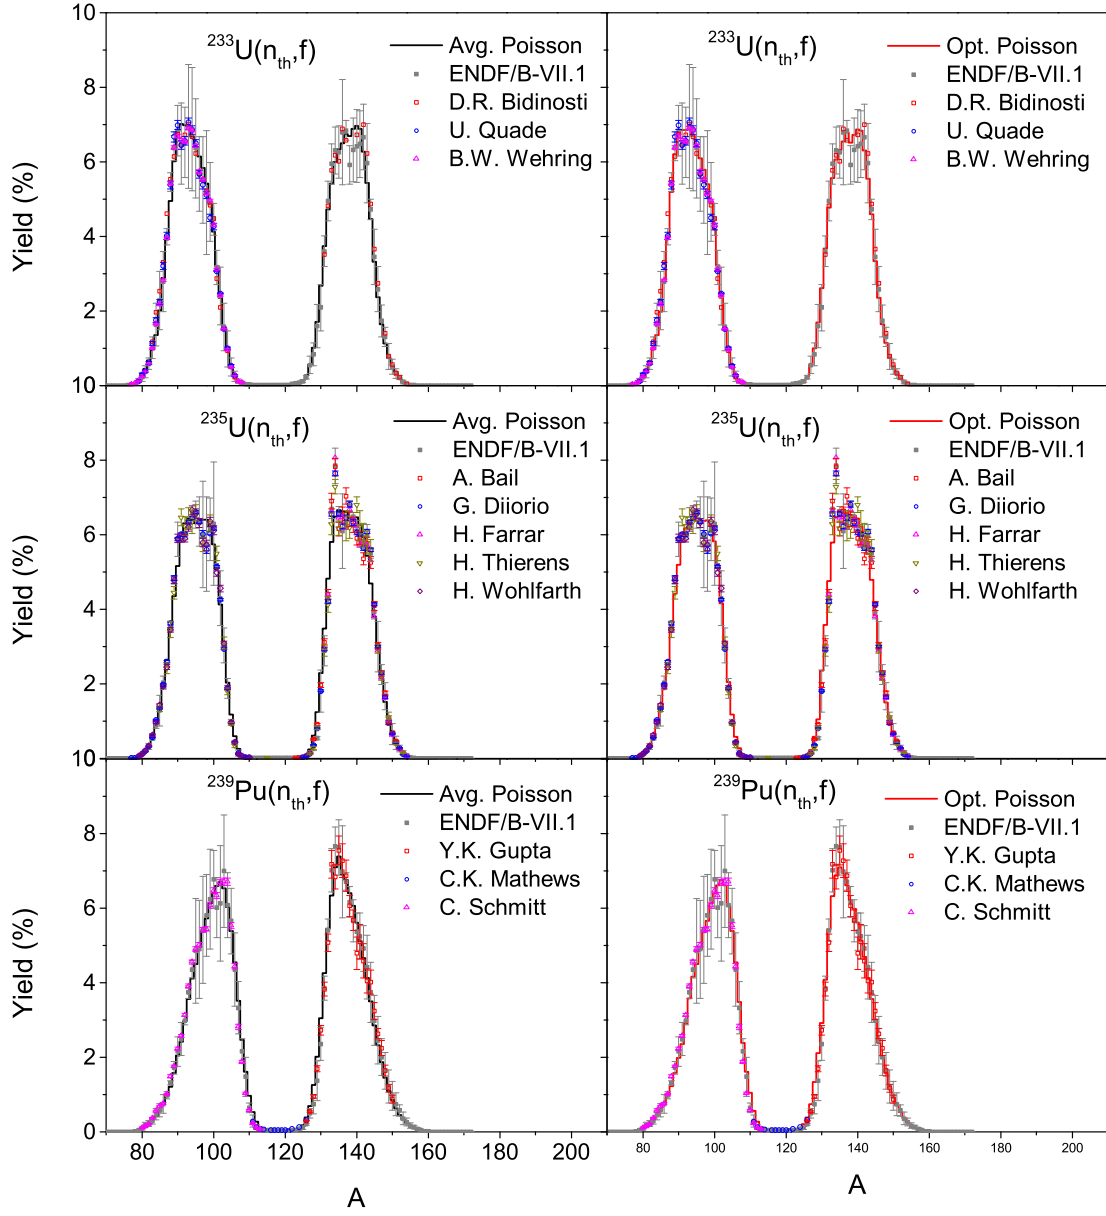 10
8
6
4
2
10
8
6
4
2
10
8
6
4
2
0
Yield (%)
Yield (%)
Yield (%)
233U(nth,f)
Avg. Poisson
ENDF/B-VII.1
D.R. Bidinosti
U. Quade
B.W. Wehring
233U(nth,f)
Opt. Poisson
ENDF/B-VII.1
D.R. Bidinosti
U. Quade
B.W. Wehring
235U(nth,f)
Avg. Poisson
ENDF/B-VII.1
A. Bail
G. Diiorio
H. Farrar
H. Thierens
H. Wohlfarth
235U(nth,f)
Opt. Poisson
ENDF/B-VII.1
A. Bail
G. Diiorio
H. Farrar
H. Thierens
H. Wohlfarth
239Pu(nth,f)
Avg. Poisson
ENDF/B-VII.1
Y.K. Gupta
C.K. Mathews
C. Schmitt
239Pu(nth,f)
Opt. Poisson
ENDF/B-VII.1
Y.K. Gupta
C.K. Mathews
C. Schmitt
80 100 120 140 160 180 200
80 100 120 140 160 180 200
A
A